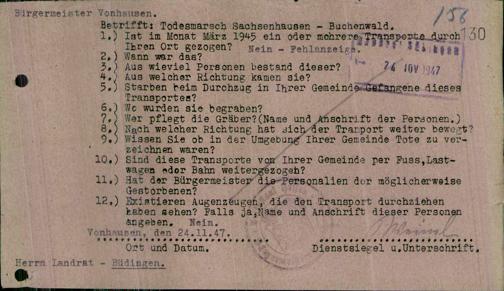 Bürgermeister Vonhausen.
156
130
Betrifft: Todesmarsch Sachsenhausen - Buchenwald.
1.) Ist im Monat März 1945 ein oder mehrere Transporte durch
Ihren Ort gezogen? Nein - Fehlanzeige.
24 NOV 1947
2.) Wann war das?
3.) Aus wieviel Personen bestand dieser?
4.) Aus welcher Richtung kamen sie?
5.) Starben beim Durchzug in Ihrer Gemeinde Gefangene dieses
Transportes?
6.) Wo wurden sie begraben?
7.) Wer pflegt die Gräber?(Name und Anschrift der Personen.)
8.) Nach welcher Richtung hat sich der Tranport weiter bewegt?
9.) Wissen Sie ob in der Umgebung Ihrer Gemeinde Tote zu ver-
zeichnen waren?
10.) Sind diese Transporte von Ihrer Gemeinde per Fuss,Last-
wagen oder Bahn weitergezogeh?
11.) Hat der Bürgermeister die Personalien der möglicherweise
Gestorbenen?
12.) Existieren Augenzeugen, die den Transport durchziehen
haben sehen? Falls ja,Name und Anschrift dieser Personen
angeben. Nein.
Vonhausen, den 24.11.47.
Ort und Datum. Dienstsiegel u.Unterschrift.
Herrn Landrat - Büdingen.